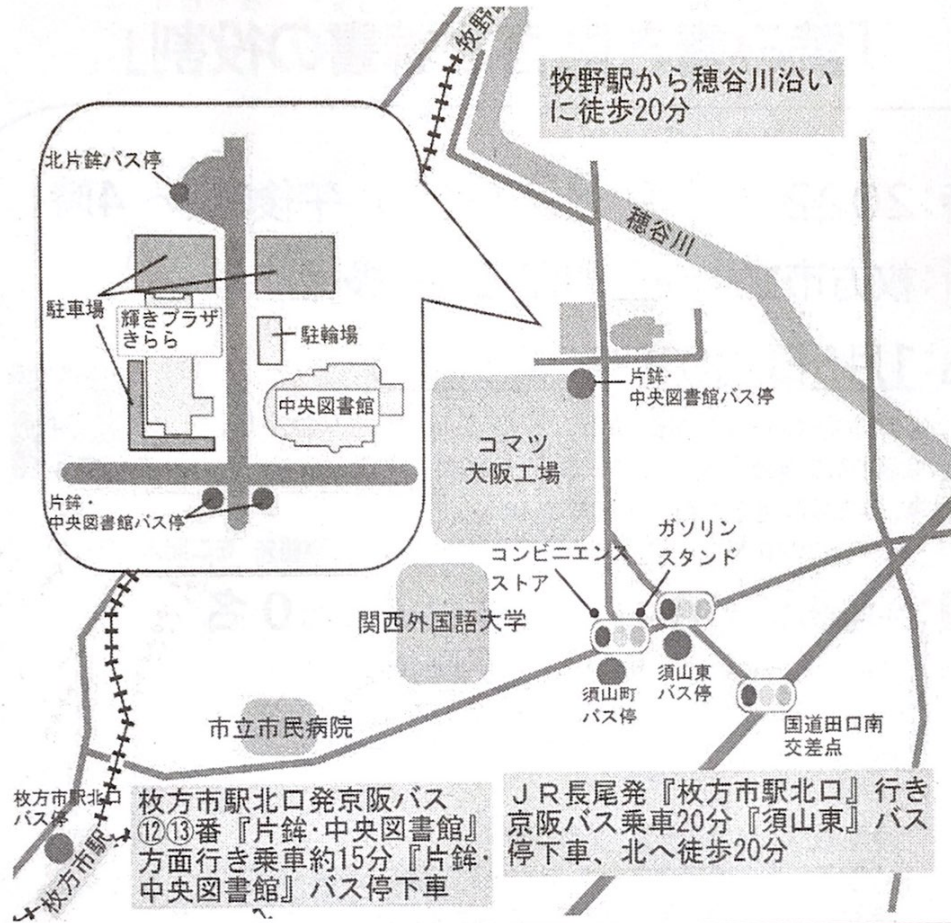 牧野駅
牧野駅から穂谷川沿い
に徒歩20分
北片鉾バス停
穂谷川
駐車場
輝きプラザ
きらら
駐輪場
中央図書館
片鉾・
中央図書館バス停
片鉾・
中央図書館バス停
コマツ
大阪工場
コンビニエンス
ストア
ガソリン
スタンド
関西外国語大学
須山町
バス停
須山東
バス停
国道田口南
交差点
市立市民病院
枚方市駅北口
バス停
枚方市駅
枚方市駅北口発京阪バス
⑫⑬番『片鉾・中央図書館』
方面行き乗車約15分『片鉾・
中央図書館』バス停下車
JR長尾発『枚方市駅北口』行き
京阪バス乗車20分『須山東』バス
停下車、北へ徒歩20分